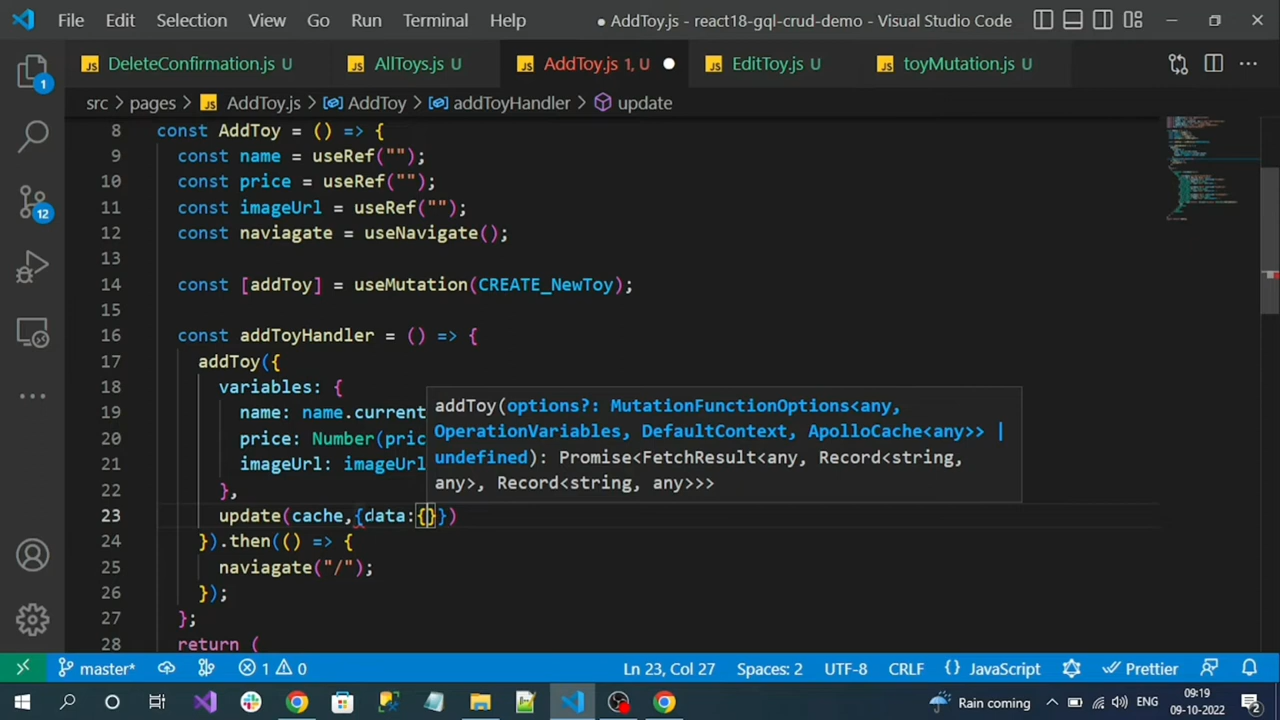 File Edit Selection View Go Run Terminal Help ● AddToy.js - react18-gql-crud-demo - Visual Studio Code
JS DeleteConfirmation.js U JS AllToys.js U JS AddToy.js 1, U JS EditToy.js U JS toyMutation.js U
src > pages > JS AddToy.js > AddToy > addToyHandler > update
8 const AddToy = () => {
9 const name = useRef("");
10 const price = useRef("");
11 const imageUrl = useRef("");
12 const naviagate = useNavigate();
13
14 const [addToy] = useMutation(CREATE_NewToy);
15
16 const addToyHandler = () => {
17 addToy({
18 variables: {
19 name: name.current
20 price: Number(pric
21 imageUrl: imageUrl
22 },
23 update(cache,{data:{}})
24 }).then(() => {
25 naviagate("/");
26 });
27 };
28 return (
addToy(options?: MutationFunctionOptions<any,
OperationVariables, DefaultContext, ApolloCache<any>> |
undefined): Promise<FetchResult<any, Record<string,
any>, Record<string, any>>>
1
12
master* 1 0 Ln 23, Col 27 Spaces: 2 UTF-8 CRLF {} JavaScript Prettier
Rain coming ENG 09:19
09-10-2022 2